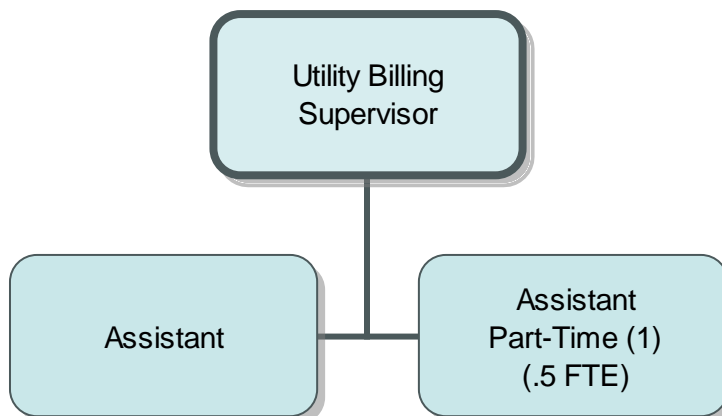 Utility Billing
Supervisor
Assistant
Assistant
Part-Time (1)
(.5 FTE)